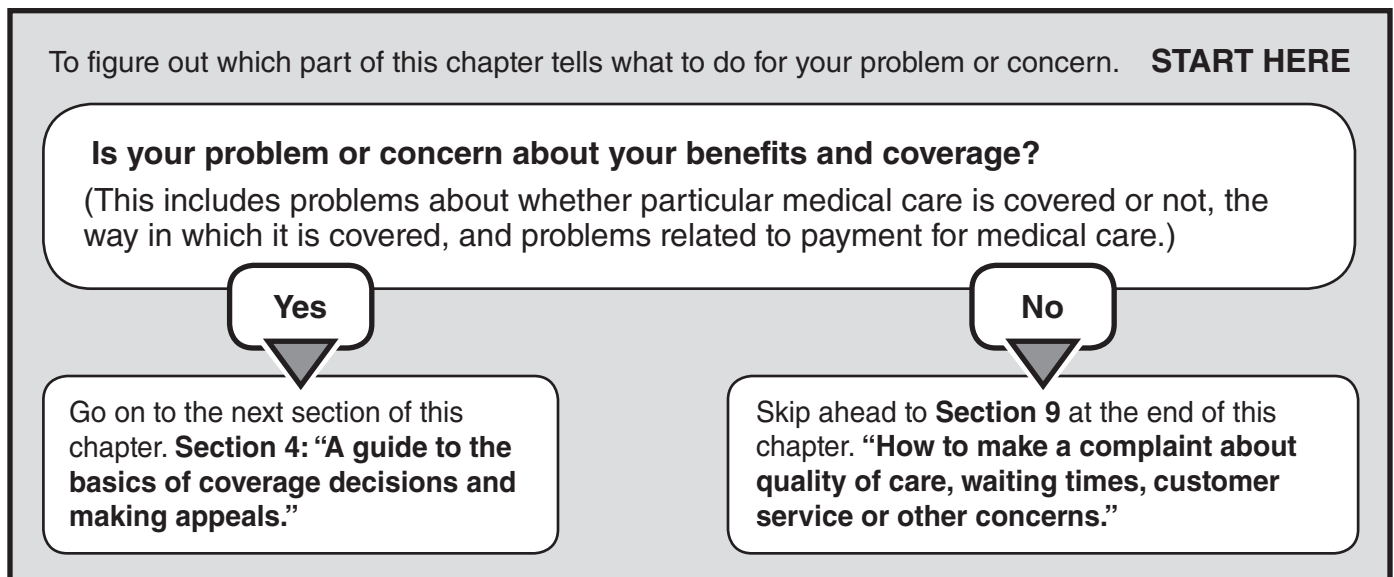 To figure out which part of this chapter tells what to do for your problem or concern. START HERE
Is your problem or concern about your benefits and coverage?
(This includes problems about whether particular medical care is covered or not, the
way in which it is covered, and problems related to payment for medical care.)
Yes
No
Go on to the next section of this
chapter. Section 4: “A guide to the
basics of coverage decisions and
making appeals.”
Skip ahead to Section 9 at the end of this
chapter. “How to make a complaint about
quality of care, waiting times, customer
service or other concerns.”